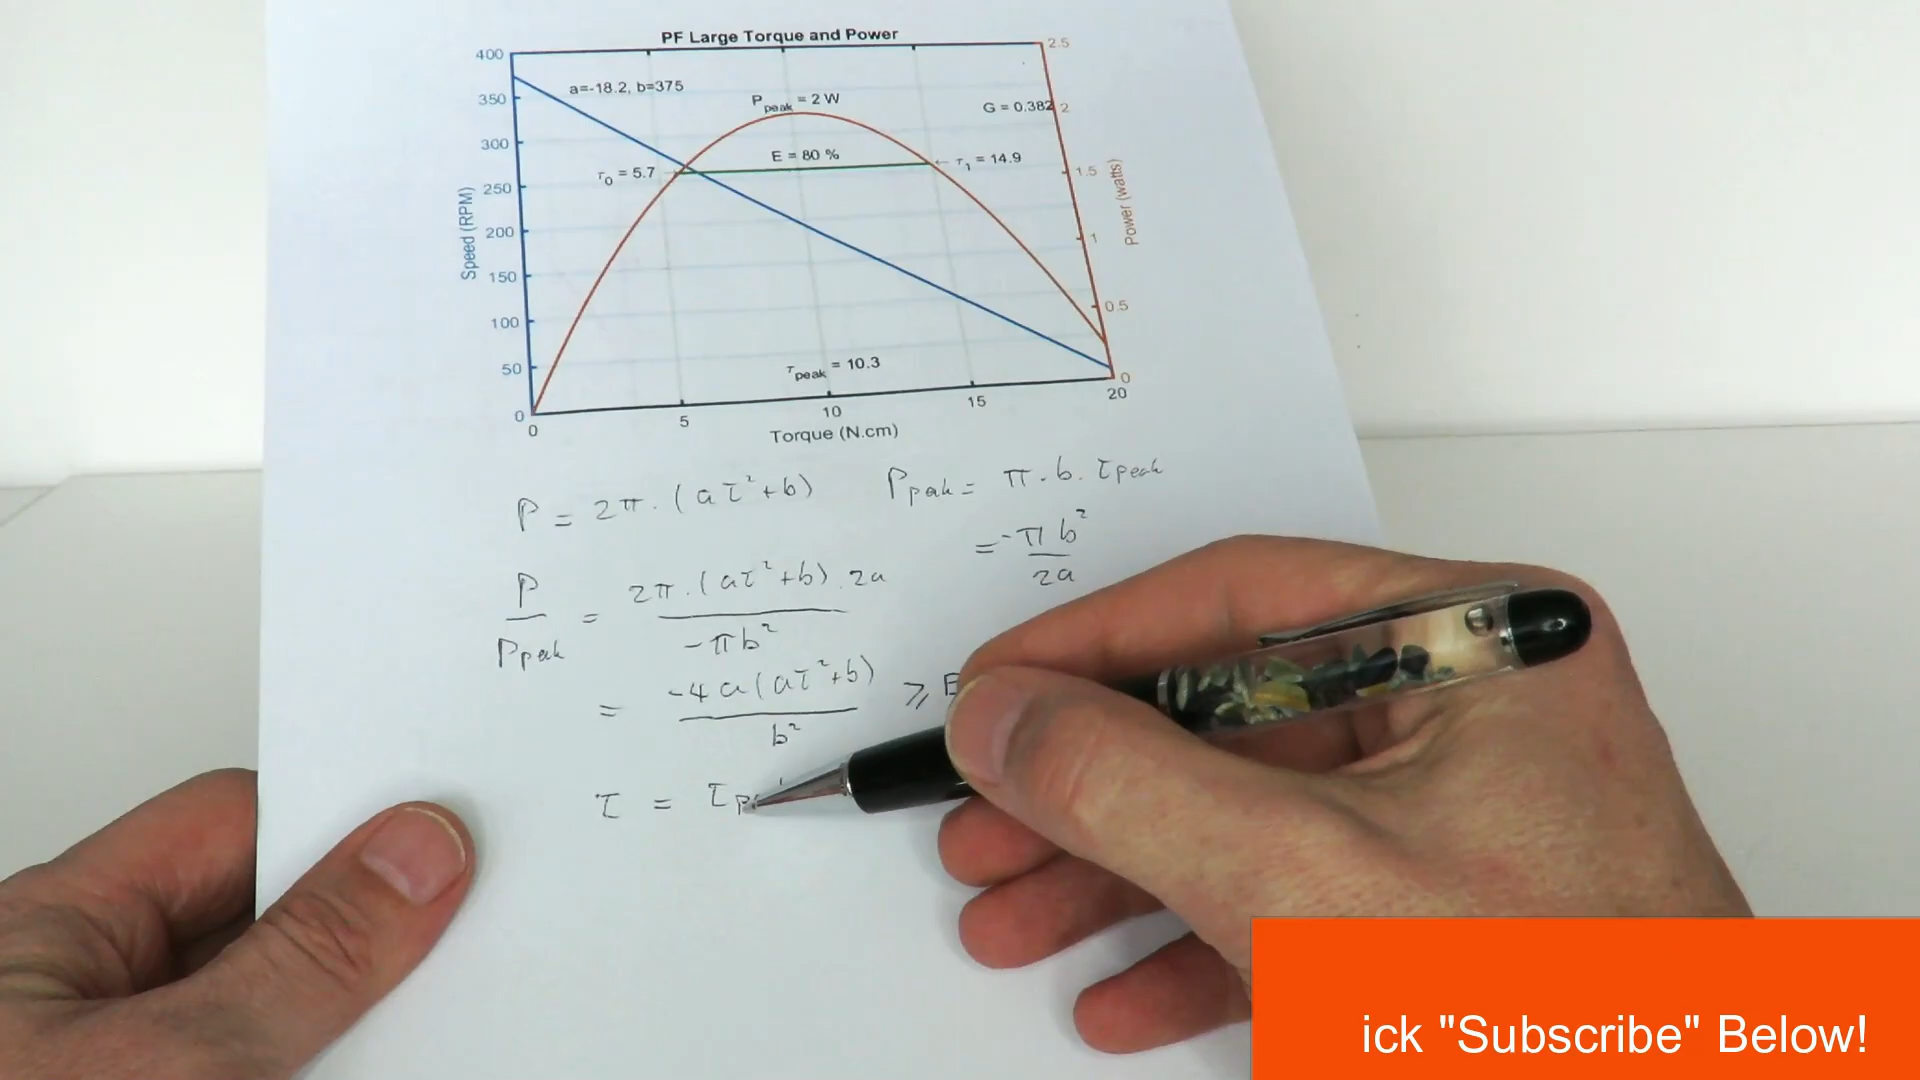 PF Large Torque and Power
400
350
300
250
200
150
100
50
0
Speed (RPM)
a=-18.2, b=375
P peak = 2 W
G = 0.382
E = 80 %
τ0 = 5.7
τ1 = 14.9
τpeak = 10.3
2.5
2
1.5
1
0.5
0
Power (watts)
0 5 10 15 20
Torque (N.cm)
P = 2π.(aτ²+b) Ppeak = π.b.τpeak
= -πb²/2a
P/Ppeak = 2π.(aτ²+b).2a/-πb²
= -4a(aτ²+b)/b² ⩾ E
τ = τp
ick "Subscribe" Below!